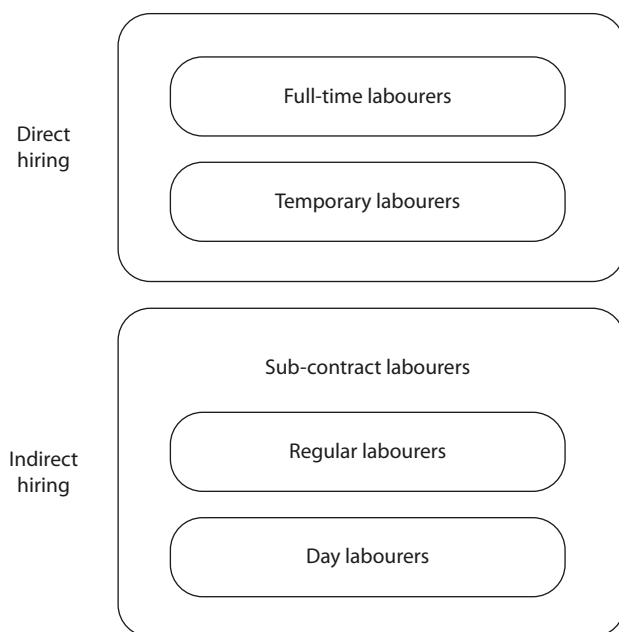 Direct
hiring
Full-time labourers
Temporary labourers
Indirect
hiring
Sub-contract labourers
Regular labourers
Day labourers